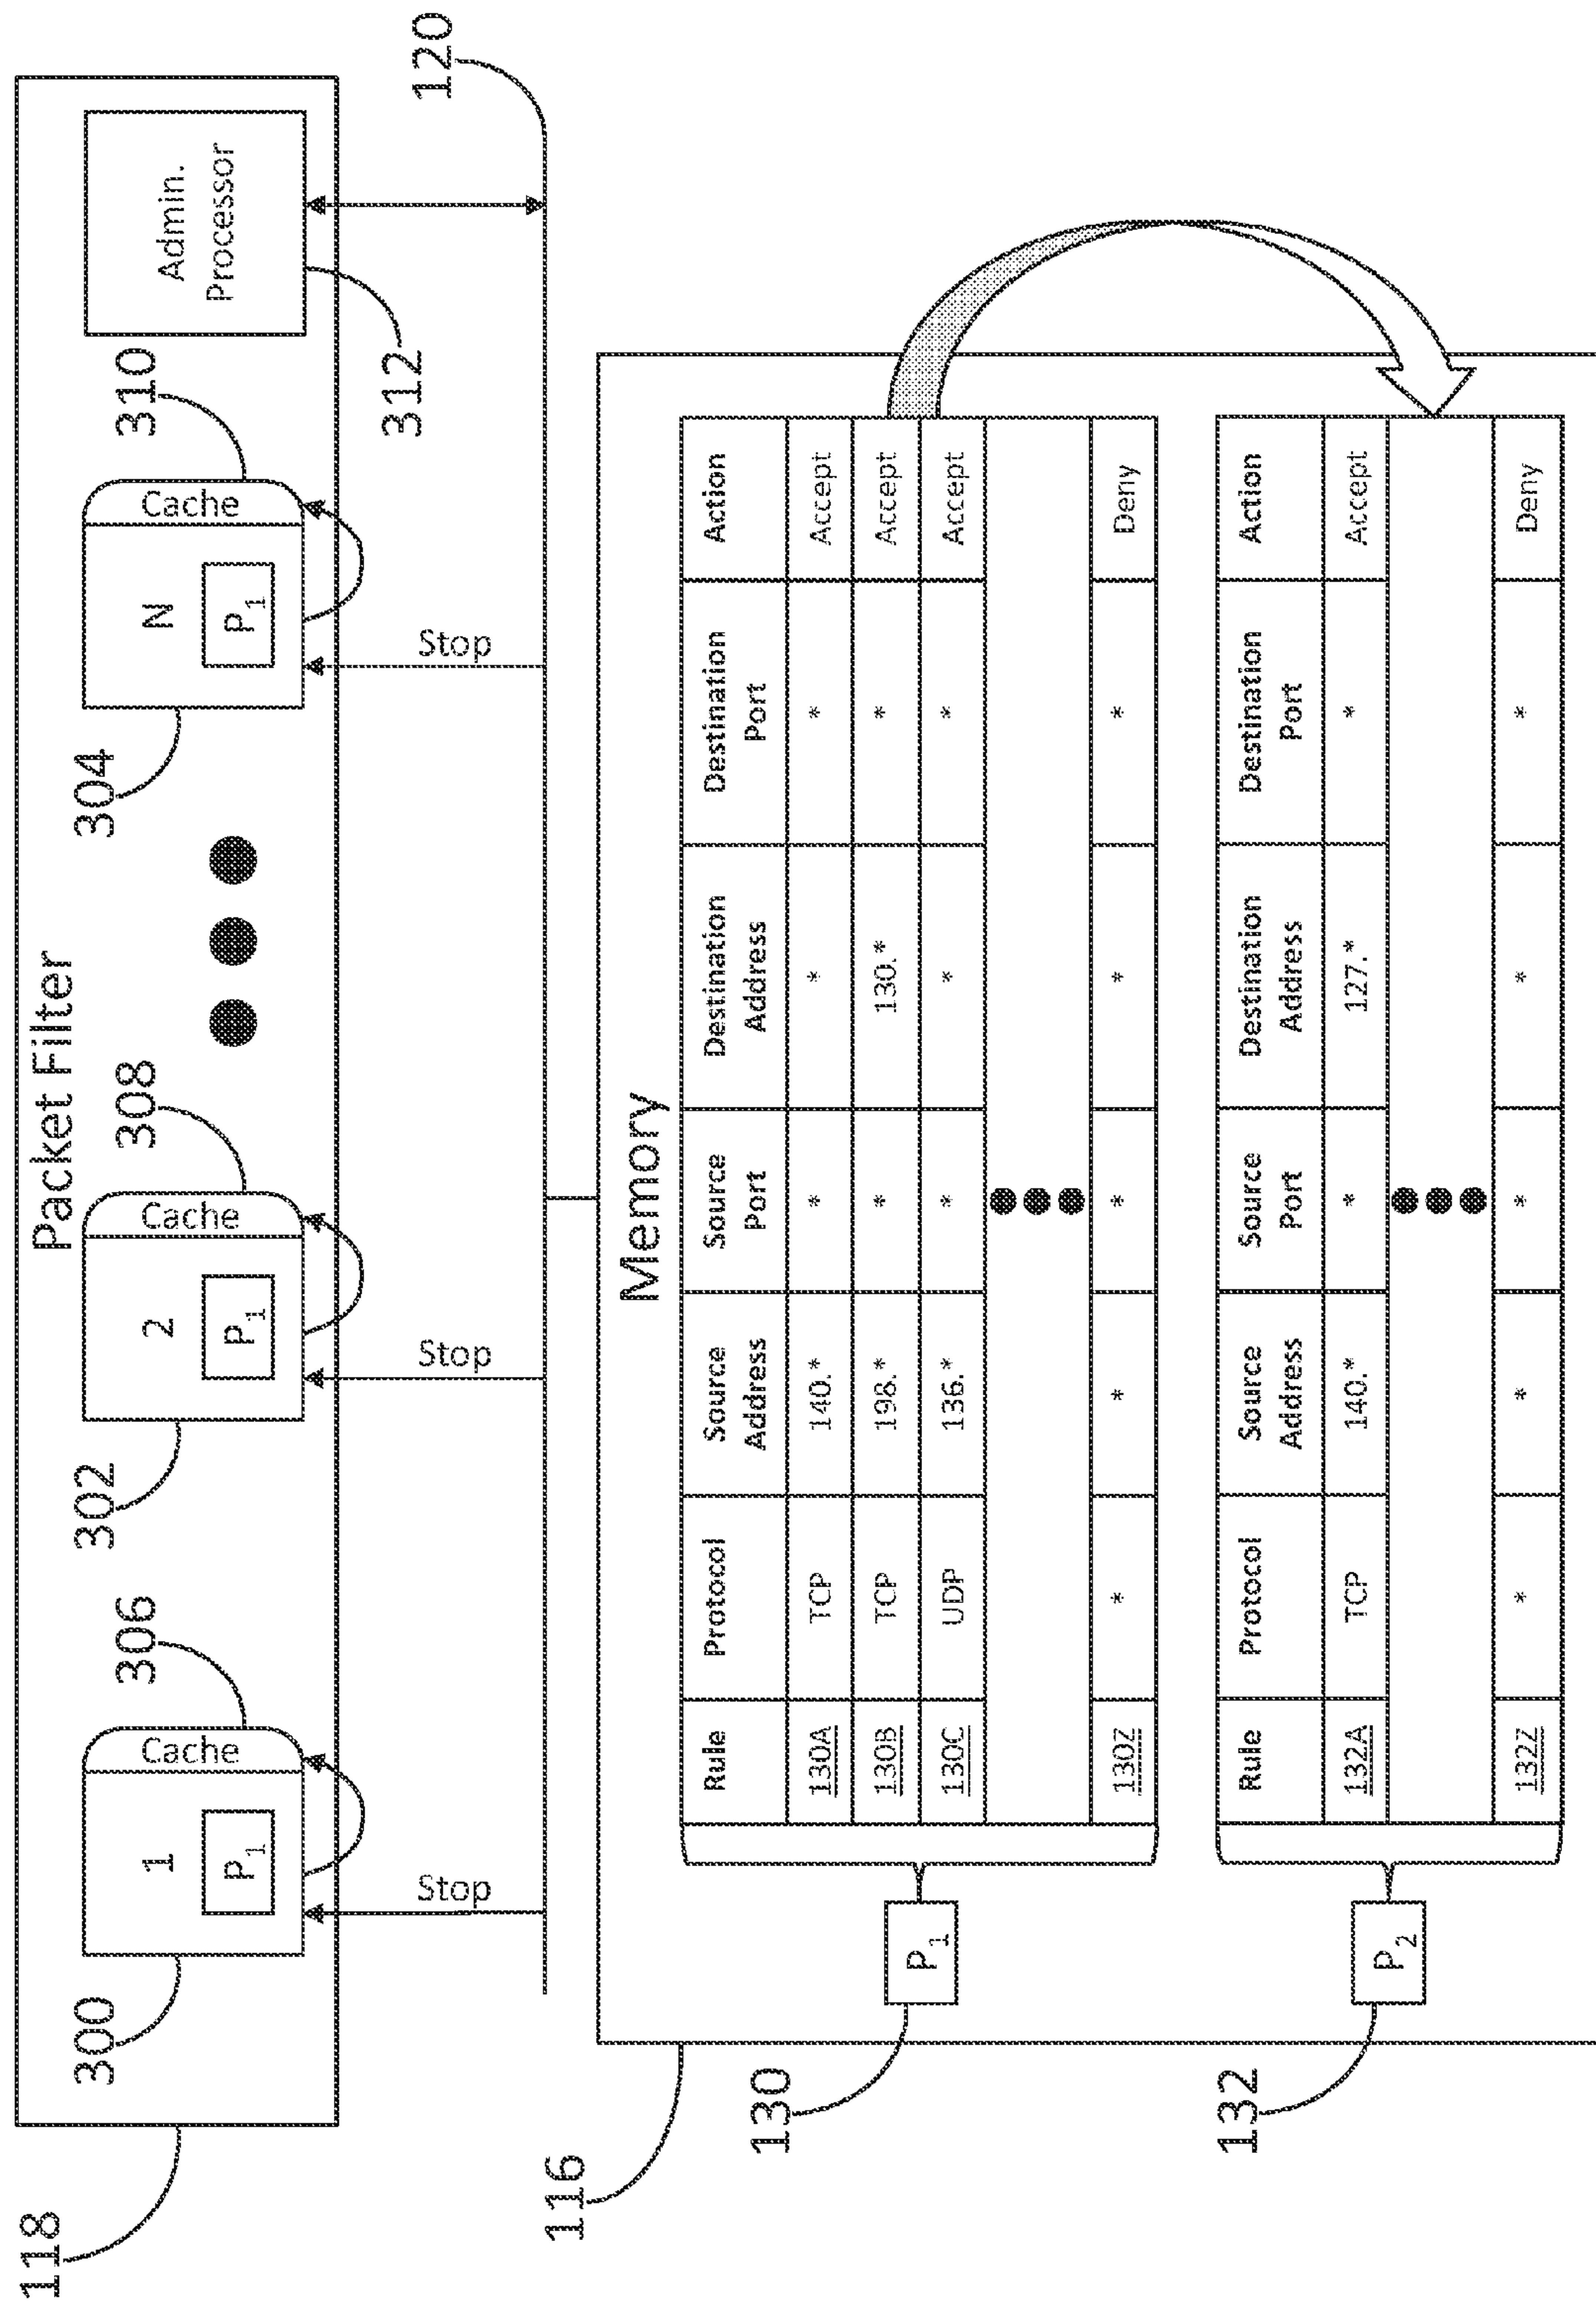 118
Packet Filter
300
1
P1
Cache
306
302
2
P1
Cache
308
304
N
P1
Cache
310
Admin.
Processor
312
Stop
Stop
Stop
120
116
Memory
130
P1
Rule Protocol Source Address Source Port Destination Address Destination Port Action
130A TCP 140.* * * * Accept
130B TCP 198.* * 130.* * Accept
130C UDP 136.* * * * Accept
130Z * * * * * Deny
132
P2
Rule Protocol Source Address Source Port Destination Address Destination Port Action
132A TCP 140.* * 127.* * Accept
132Z * * * * * Deny